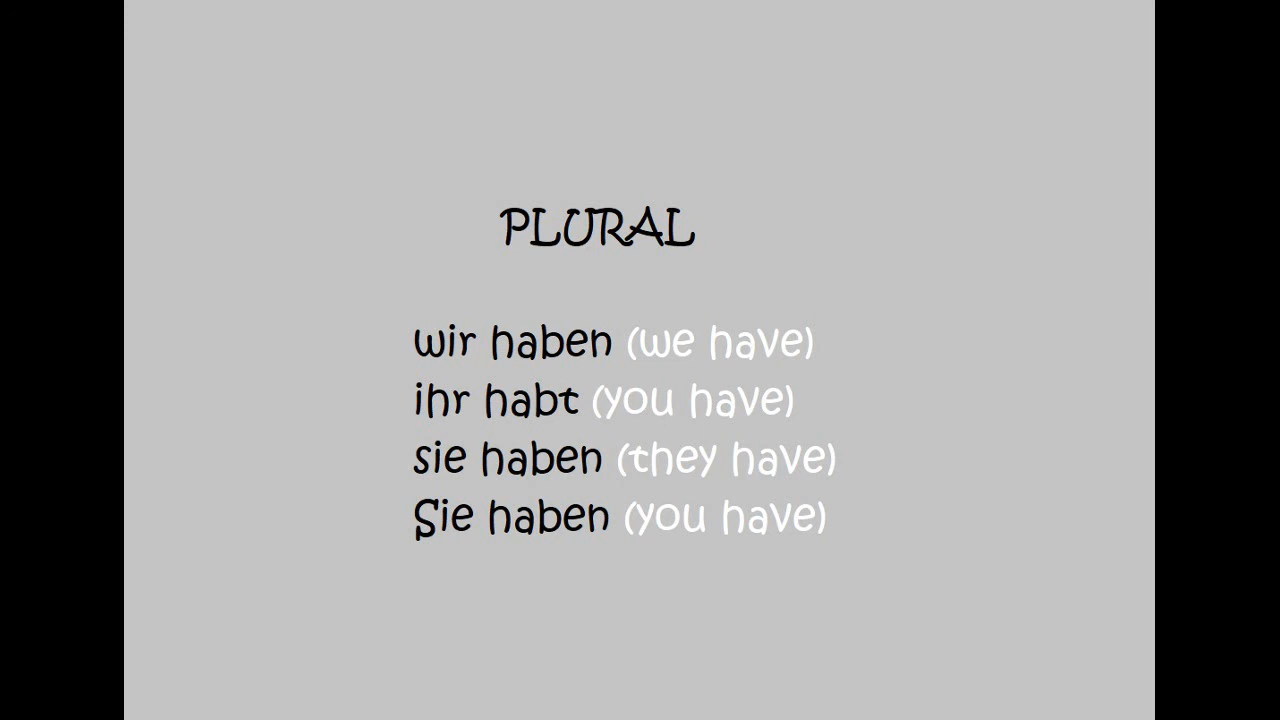 PLURAL
wir haben (we have)
ihr habt (you have)
sie haben (they have)
Sie haben (you have)